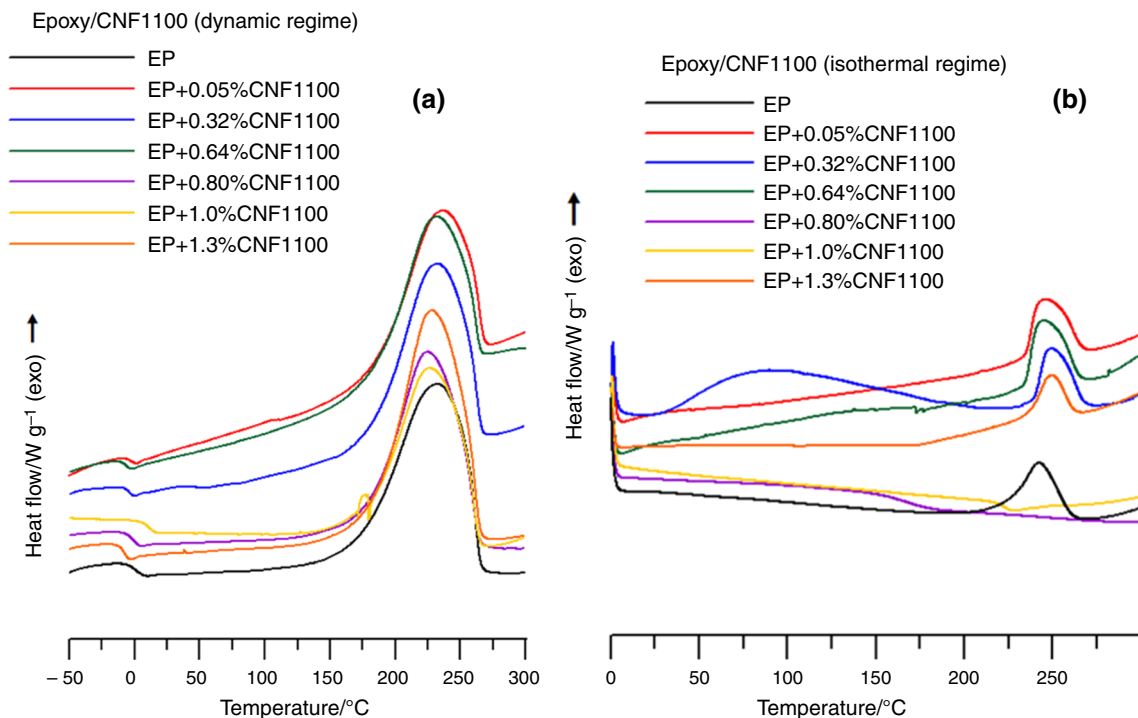 Epoxy/CNF1100 (dynamic regime)
EP
EP+0.05%CNF1100
EP+0.32%CNF1100
EP+0.64%CNF1100
EP+0.80%CNF1100
EP+1.0%CNF1100
EP+1.3%CNF1100
(a)
Heat flow/W g⁻¹ (exo)
– 50 0 50 100 150 200 250 300
Temperature/°C
Epoxy/CNF1100 (isothermal regime)
EP
EP+0.05%CNF1100
EP+0.32%CNF1100
EP+0.64%CNF1100
EP+0.80%CNF1100
EP+1.0%CNF1100
EP+1.3%CNF1100
(b)
Heat flow/W g⁻¹ (exo)
0 50 100 150 200 250
Temperature/°C